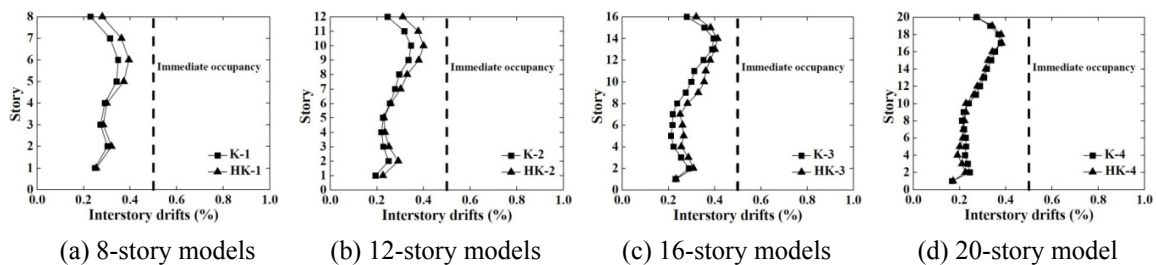 8
7
6
5
4
3
2
1
0
Story
Immediate occupancy
K-1
HK-1
0.0 0.2 0.4 0.6 0.8 1.0
Interstory drifts (%)
(a) 8-story models
12
11
10
9
8
7
6
5
4
3
2
1
0
Story
Immediate occupancy
K-2
HK-2
0.0 0.2 0.4 0.6 0.8 1.0
Interstory drifts (%)
(b) 12-story models
16
14
12
10
8
6
4
2
0
Story
Immediate occupancy
K-3
HK-3
0.0 0.2 0.4 0.6 0.8 1.0
Interstory drifts (%)
(c) 16-story models
20
18
16
14
12
10
8
6
4
2
0
Story
Immediate occupancy
K-4
HK-4
0.0 0.2 0.4 0.6 0.8 1.0
Interstory drifts (%)
(d) 20-story model